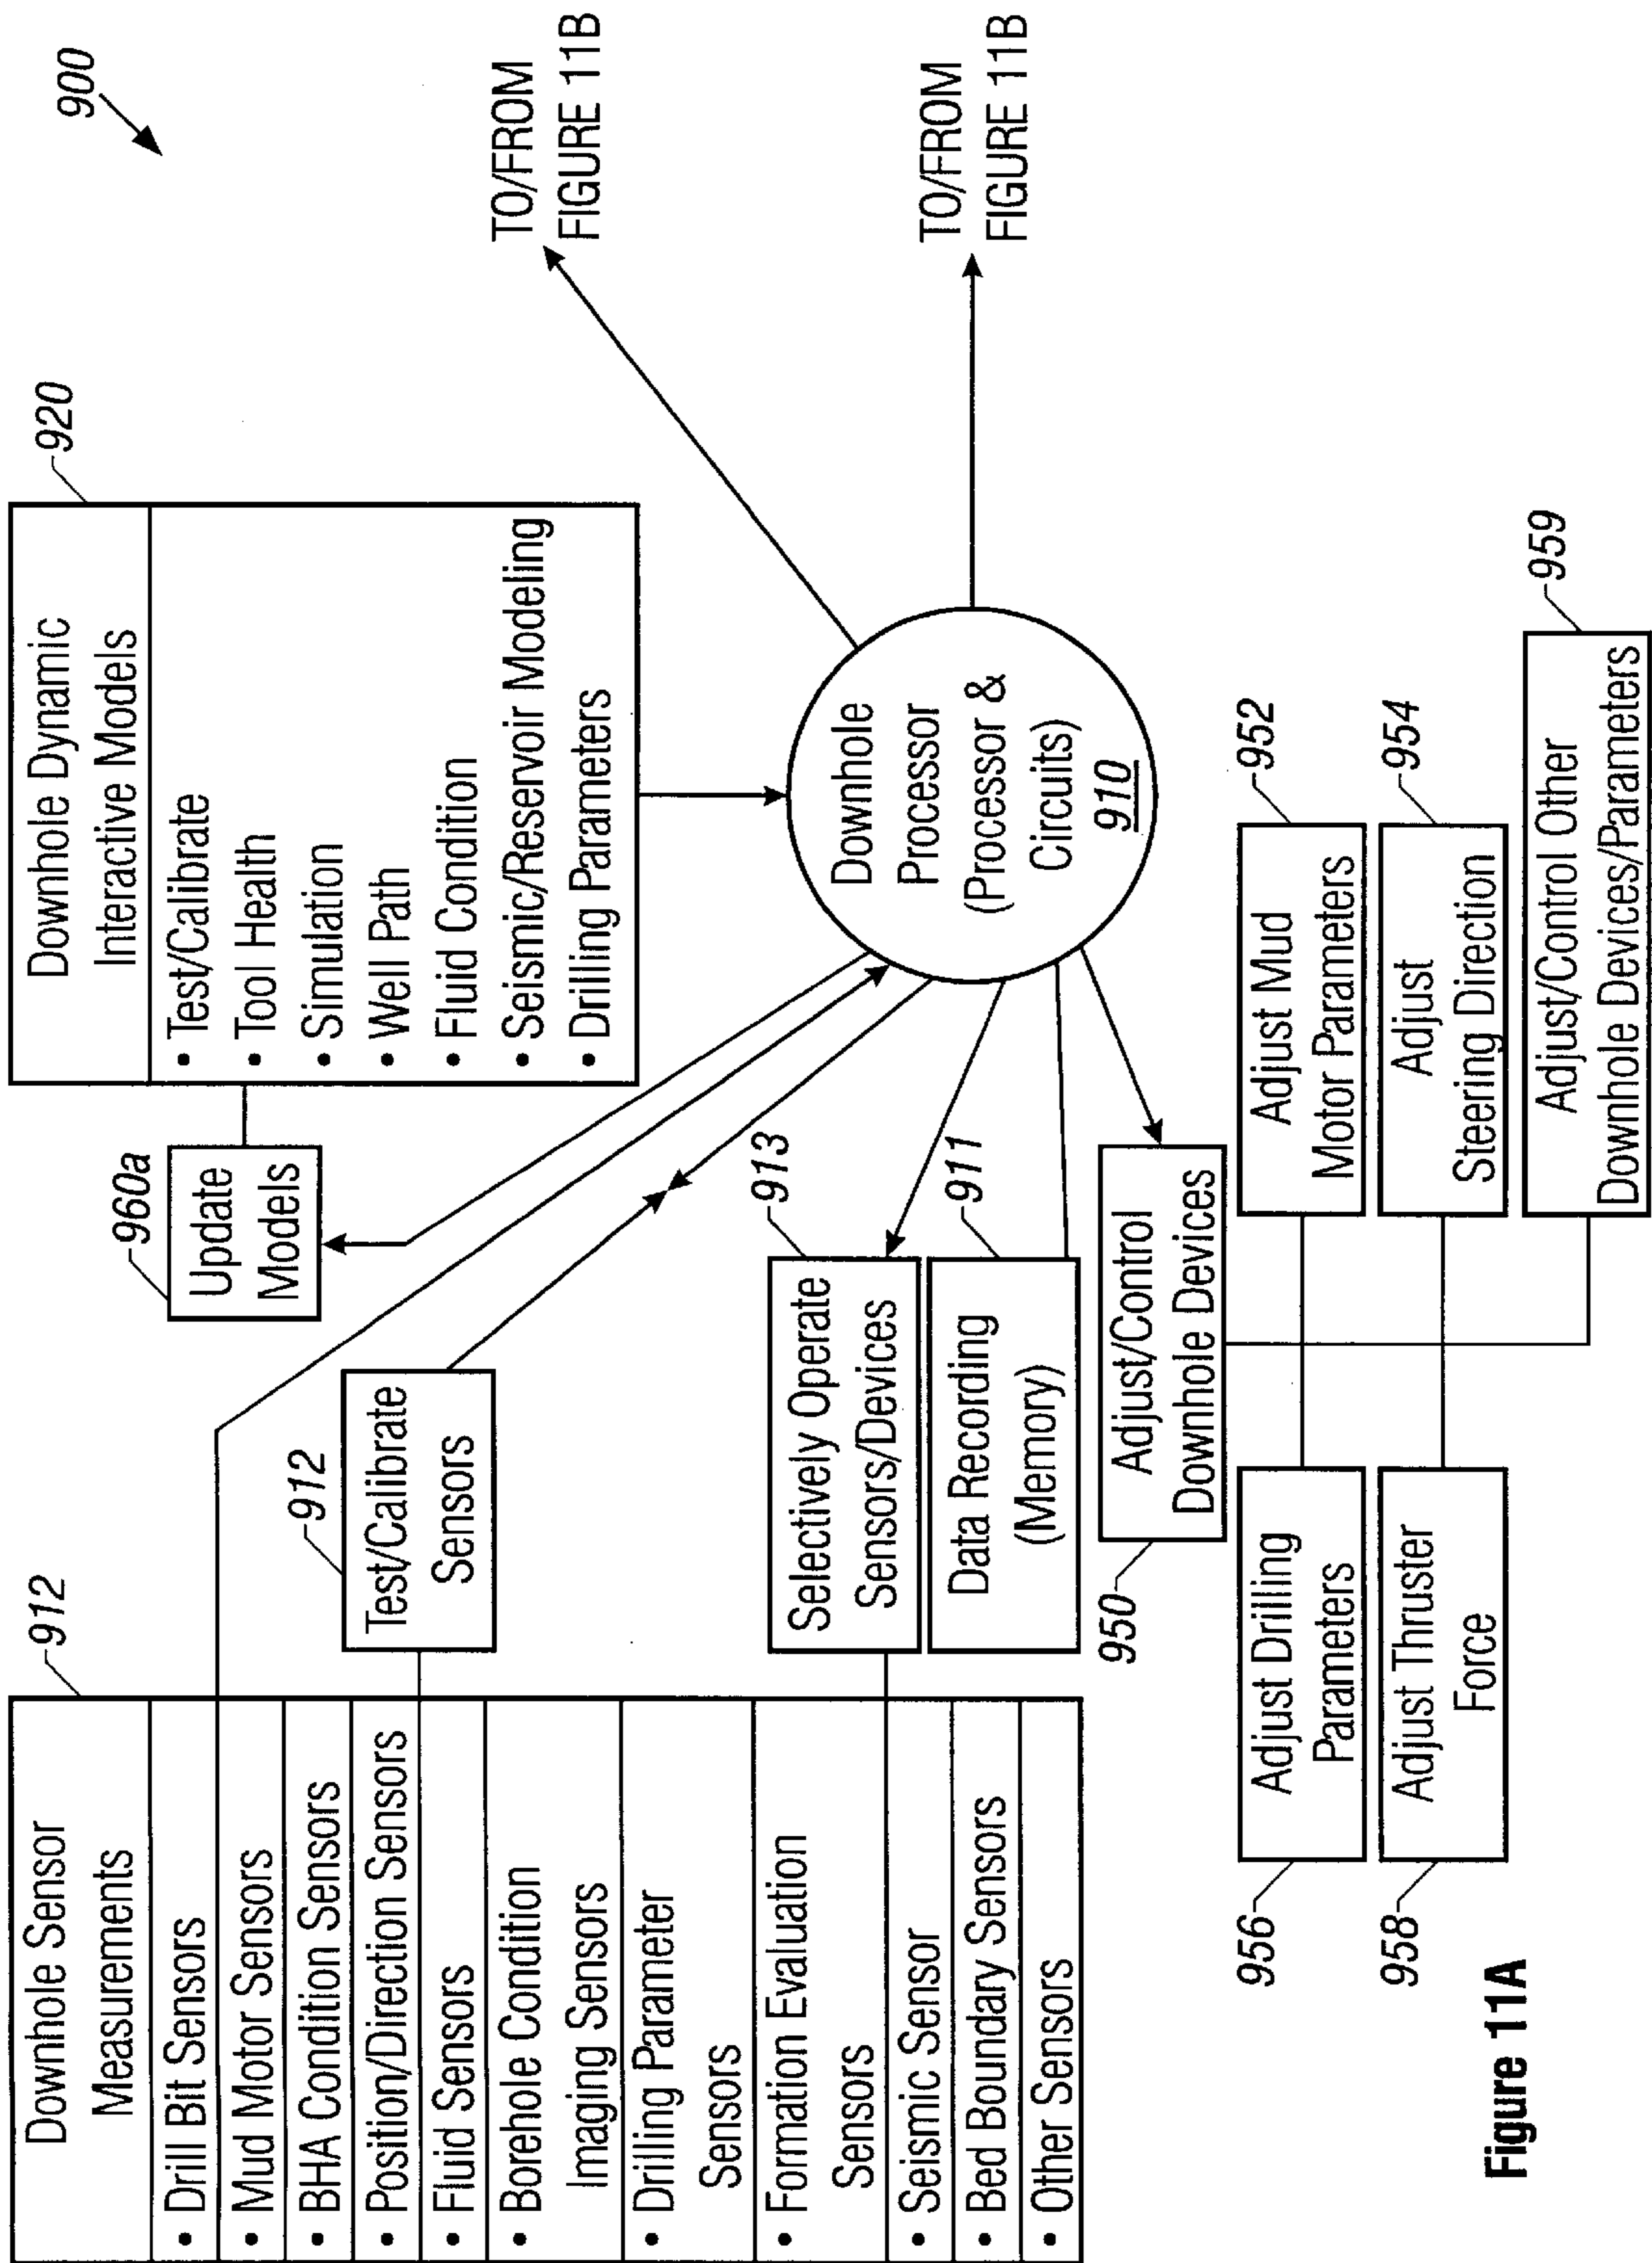 900
912
Downhole Sensor
Measurements
• Drill Bit Sensors
• Mud Motor Sensors
• BHA Condition Sensors
• Position/Direction Sensors
• Fluid Sensors
• Borehole Condition
Imaging Sensors
• Drilling Parameter
Sensors
• Formation Evaluation
Sensors
• Seismic Sensor
• Bed Boundary Sensors
• Other Sensors
960a
Update
Models
920
Downhole Dynamic
Interactive Models
• Test/Calibrate
• Tool Health
• Simulation
• Well Path
• Fluid Condition
• Seismic/Reservoir Modeling
• Drilling Parameters
912
Test/Calibrate
Sensors
913
Selectively Operate
Sensors/Devices
911
Data Recording
(Memory)
Downhole
Processor
(Processor &
Circuits)
910
TO/FROM
FIGURE 11B
TO/FROM
FIGURE 11B
950
Adjust/Control
Downhole Devices
956
Adjust Drilling
Parameters
952
Adjust Mud
Motor Parameters
958
Adjust Thruster
Force
954
Adjust
Steering Direction
959
Adjust/Control Other
Downhole Devices/Parameters
Figure 11A